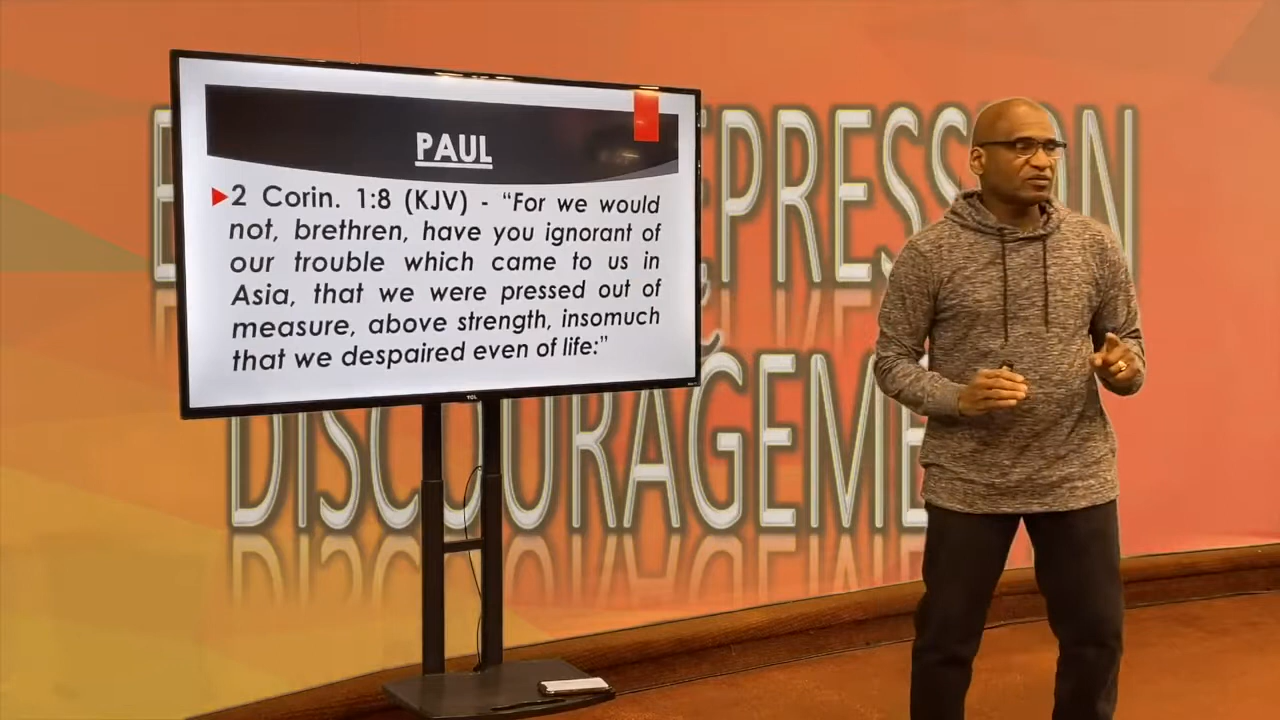 PAUL
2 Corin. 1:8 (KJV) - “For we would
not, brethren, have you ignorant of
our trouble which came to us in
Asia, that we were pressed out of
measure, above strength, insomuch
that we despaired even of life:”
TCL